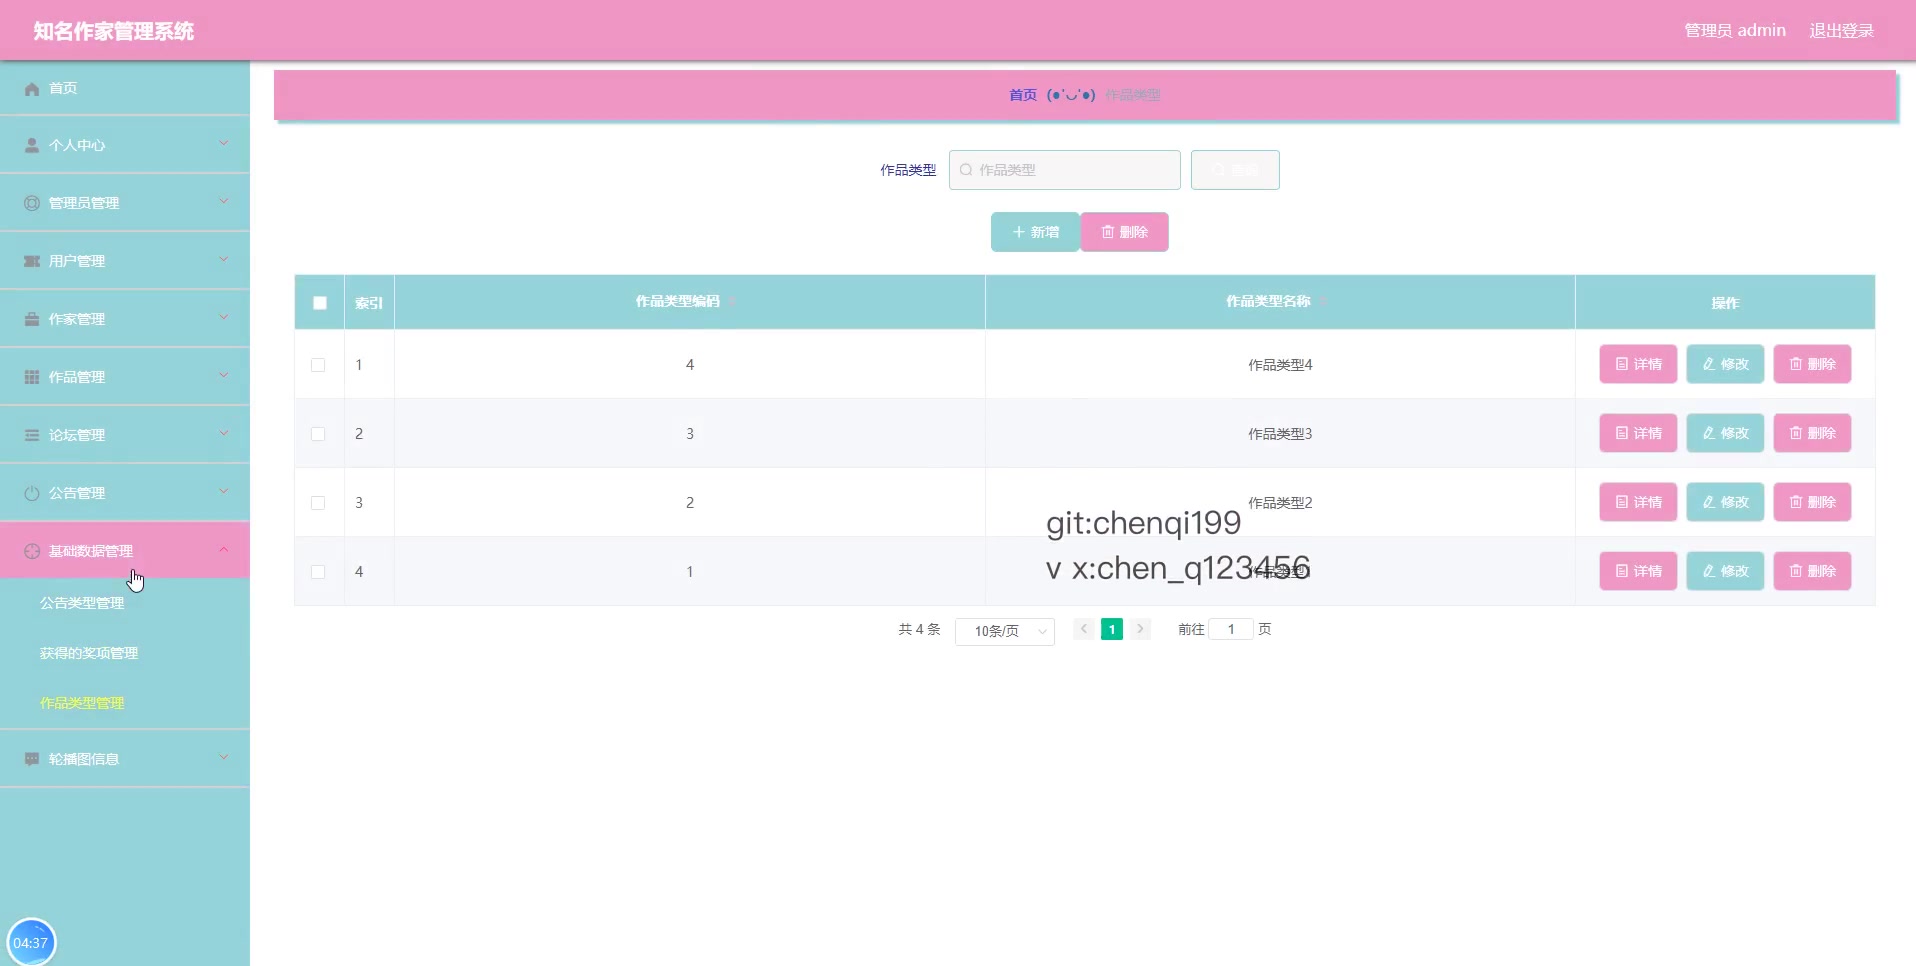 知名作家管理系统
管理员 admin 退出登录
首页
个人中心
管理员管理
用户管理
作家管理
作品管理
论坛管理
公告管理
基础数据管理
公告类型管理
获得的奖项管理
作品类型管理
轮播图信息
04:37
首页 (●'◡'●) 作品类型
作品类型 作品类型
新增 删除
索引 作品类型编码 作品类型名称 操作
1 4 作品类型4 详情 修改 删除
2 3 作品类型3 详情 修改 删除
3 2 作品类型2 详情 修改 删除
git:chenqi199
4 1 作品类型1 详情 修改 删除
v x:chen_q123456
共 4 条 10条/页 1 前往 1 页